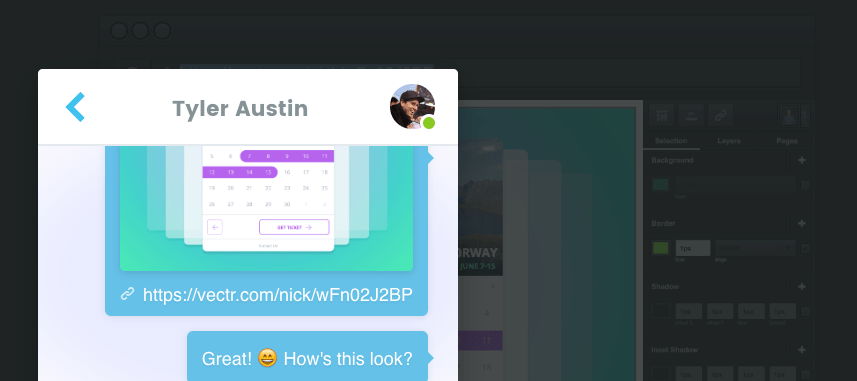 Tyler Austin
5 6 7 8 9 10 11
12 13 14 15 16 17 18
19 20 21 22 23 24 25
26 27 28 29 30 1 2
GET TICKET
https://vectr.com/nick/wFn02J2BP
Great! 😄 How's this look?
ORWAY
JUNE 7-15
Selection Layers Pages
Background
Border
5px
Shadow
Inset Shadow